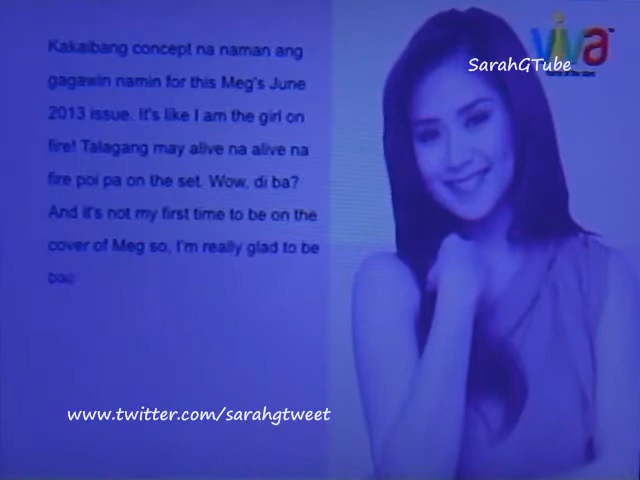 viva
SarahGTube
Kakaibang concept na naman ang
gagawin namin for this Meg's June
2013 issue. It's like I am the girl on
fire! Talagang may alive na alive na
fire poi pa on the set. Wow, di ba?
And it's not my first time to be on the
cover of Meg so, I'm really glad to be
www.twitter.com/sarahgtweet